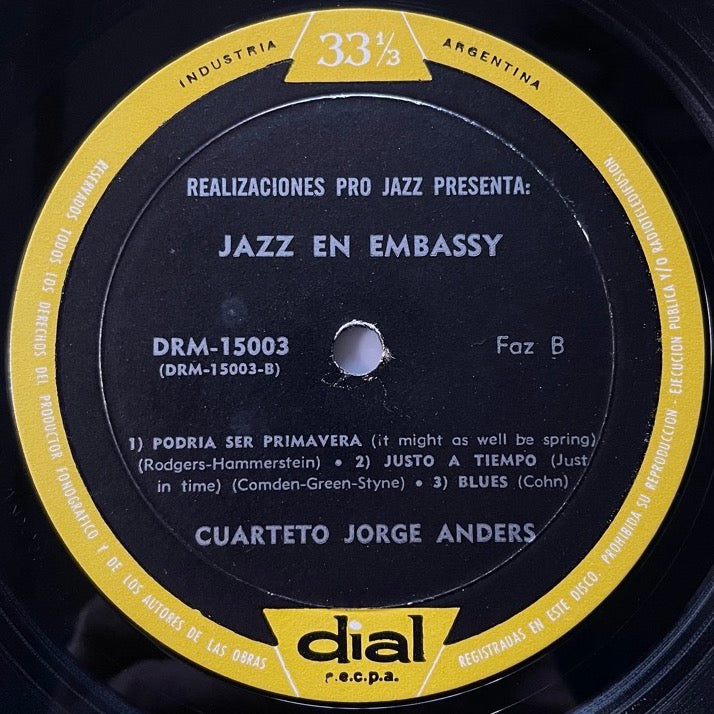 INDUSTRIA 33 1/3 ARGENTINA
REALIZACIONES PRO JAZZ PRESENTA:
JAZZ EN EMBASSY
DRM-15003
(DRM-15003-B)
Faz B
1) PODRIA SER PRIMAVERA (it might as well be spring)
(Rodgers-Hammerstein) • 2) JUSTO A TIEMPO (Just
in time) (Comden-Green-Styne) • 3) BLUES (Cohn)
CUARTETO JORGE ANDERS
RESERVADOS TODOS LOS DERECHOS DEL PRODUCTOR FONOGRAFICO Y DE LOS AUTORES DE LAS OBRAS
REGISTRADAS EN ESTE DISCO. PROHIBIDA SU REPRODUCCION - EJECUCION PUBLICA Y/O RADIOTELEDIFUSION
dial
r.e.c.p.a.